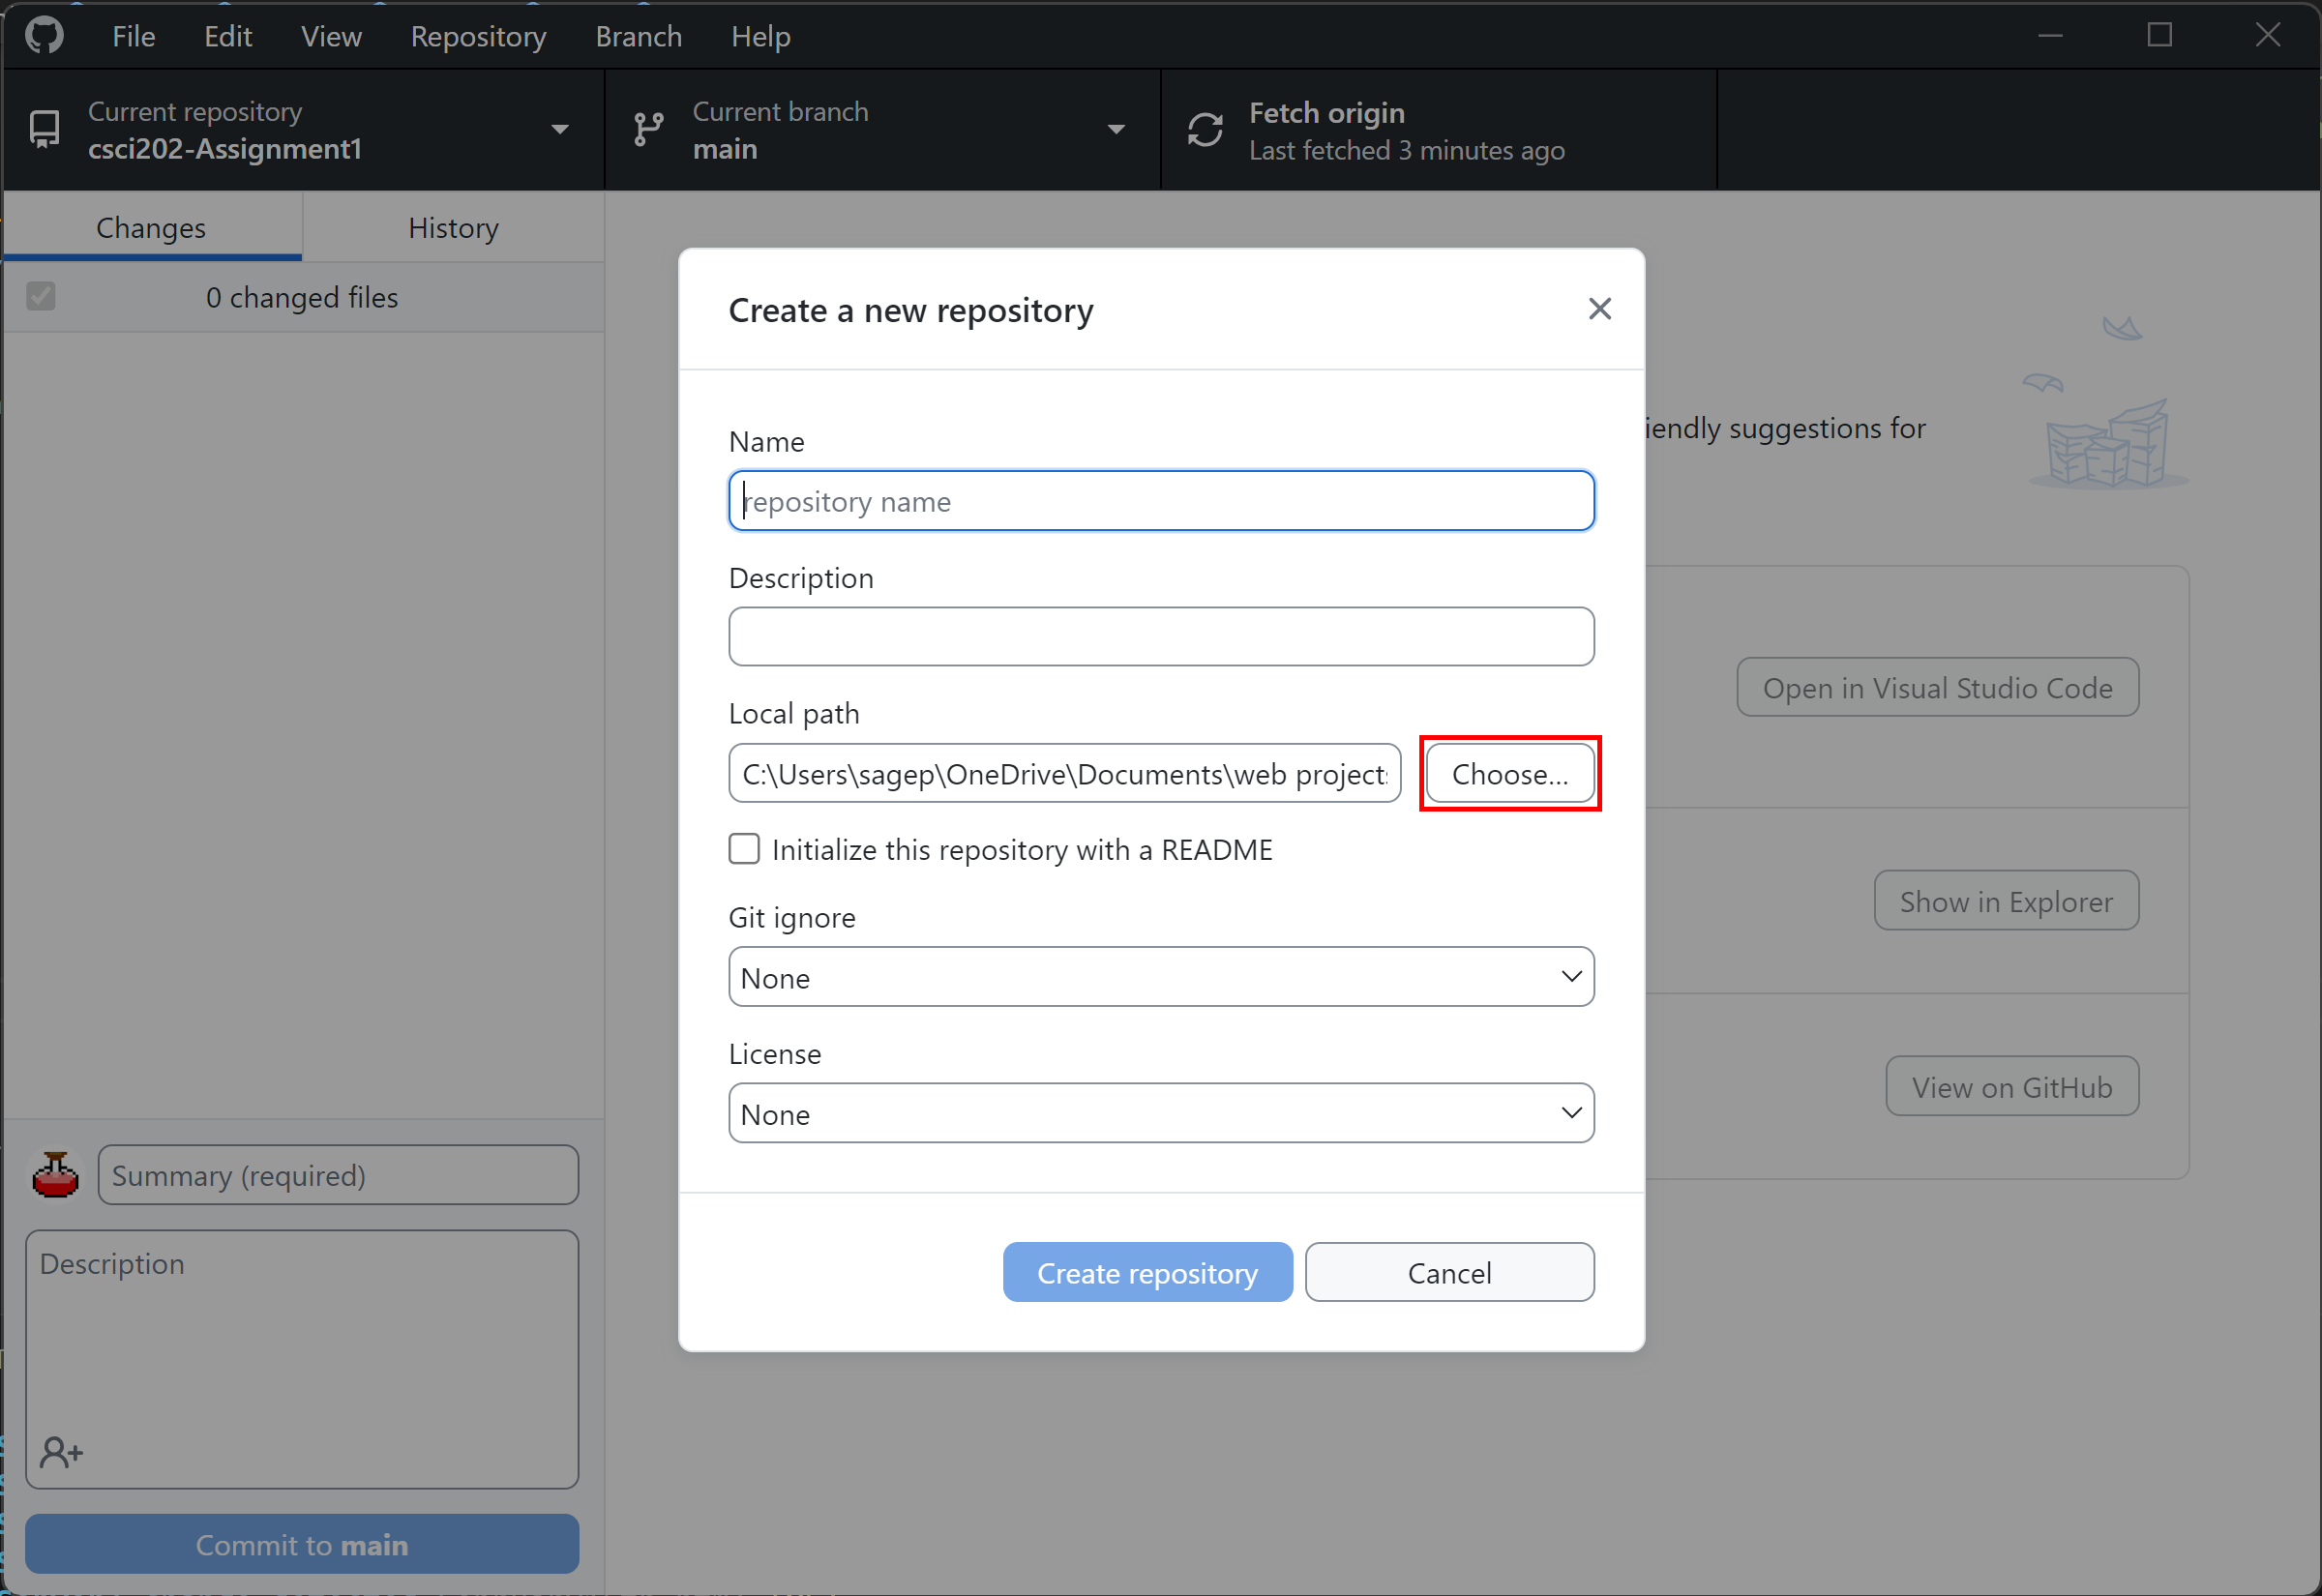 File Edit View Repository Branch Help
Current repository
csci202-Assignment1
Current branch
main
Fetch origin
Last fetched 3 minutes ago
Changes
History
0 changed files
Create a new repository
Name
repository name
Description
Local path
C:\Users\sagep\OneDrive\Documents\web projects
Choose...
Initialize this repository with a README
Git ignore
None
License
None
Create repository
Cancel
iendly suggestions for
Open in Visual Studio Code
Show in Explorer
View on GitHub
Summary (required)
Description
Commit to main